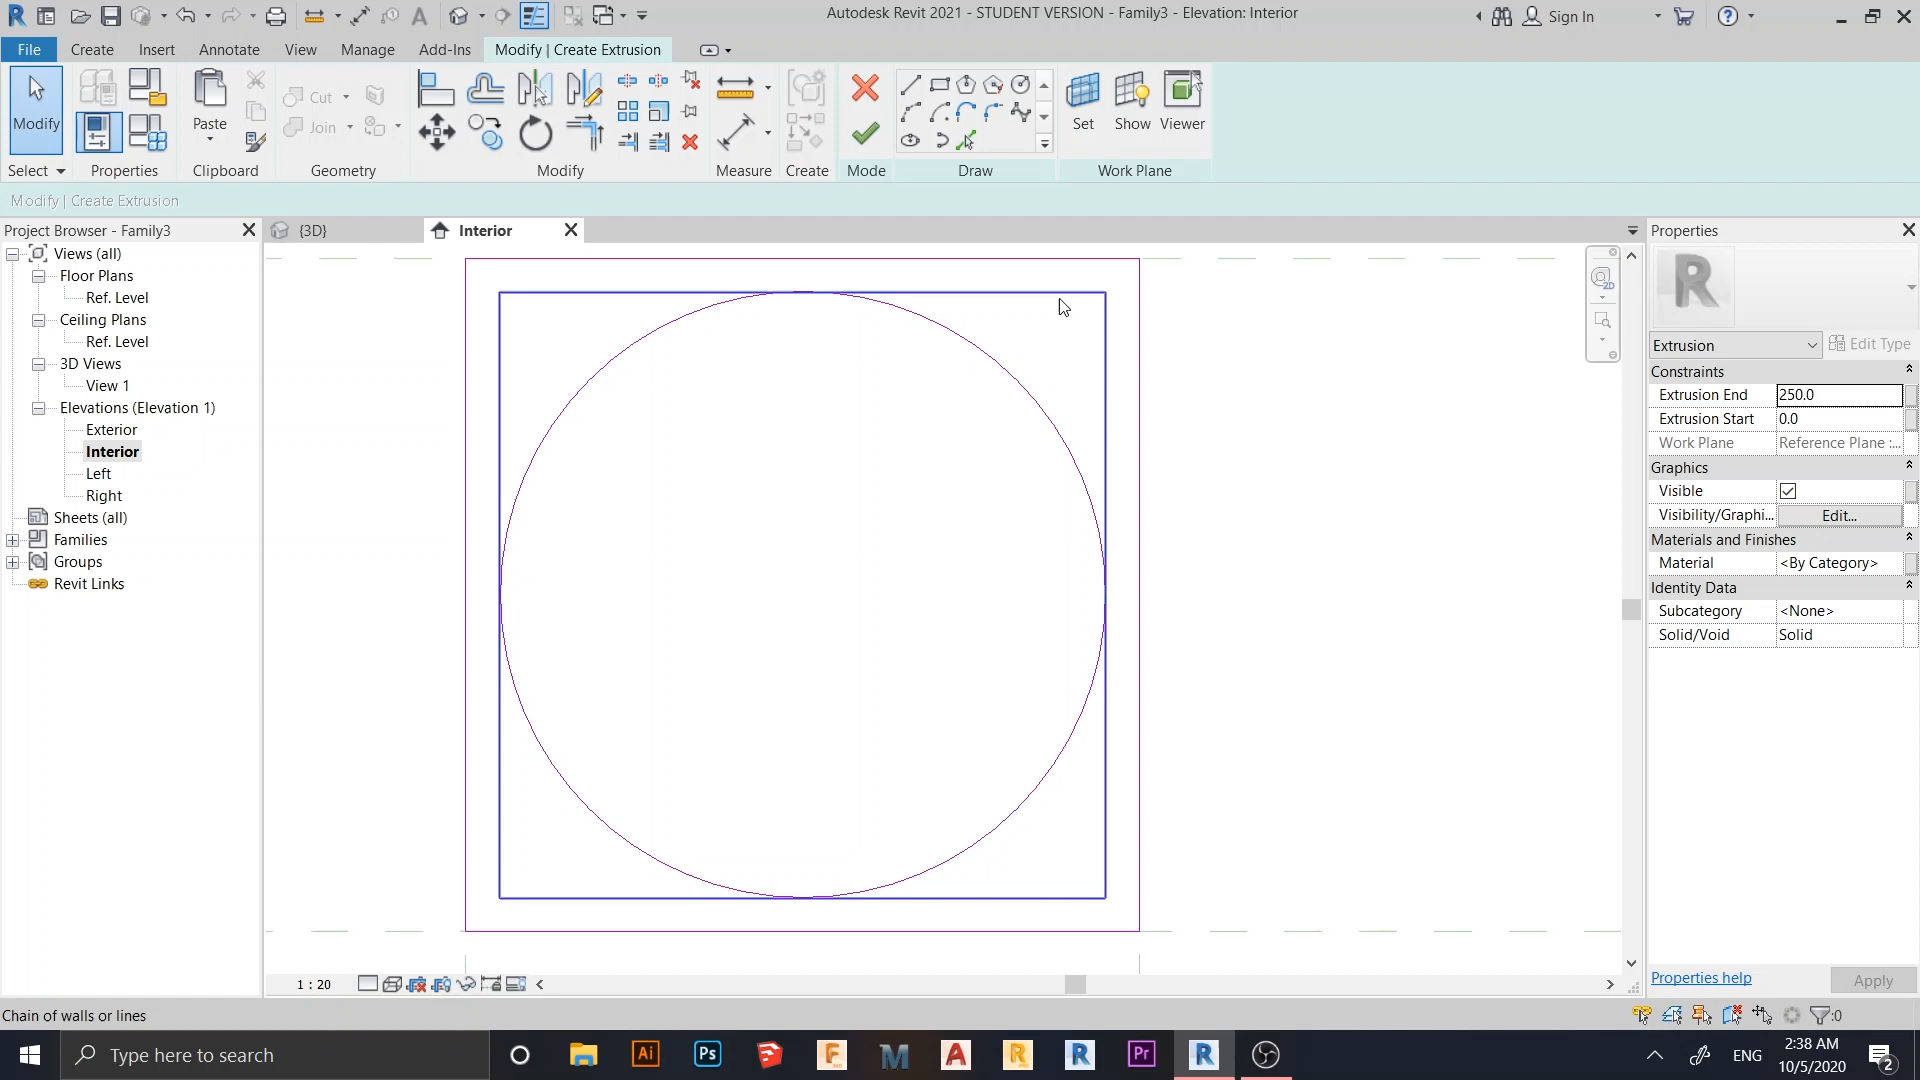 Autodesk Revit 2021 - STUDENT VERSION - Family3 - Elevation: Interior
Sign In
File Create Insert Annotate View Manage Add-Ins Modify | Create Extrusion
Modify
Paste
Cut
Join
Set Show Viewer
Select Properties Clipboard Geometry Modify Measure Create Mode Draw Work Plane
Modify | Create Extrusion
Project Browser - Family3
{3D}
Interior
Properties
Views (all)
Floor Plans
Ref. Level
Ceiling Plans
Ref. Level
3D Views
View 1
Elevations (Elevation 1)
Exterior
Interior
Left
Right
Sheets (all)
Families
Groups
Revit Links
2D
R
Extrusion
Edit Type
Constraints
Extrusion End 250.0
Extrusion Start 0.0
Work Plane Reference Plane :...
Graphics
Visible
Visibility/Graphi... Edit...
Materials and Finishes
Material <By Category>
Identity Data
Subcategory <None>
Solid/Void Solid
Properties help
Apply
1 : 20
Chain of walls or lines
:0
Type here to search
Ai
Ps
F
M
A
R
R
Pr
R
ENG
2:38 AM
10/5/2020
2